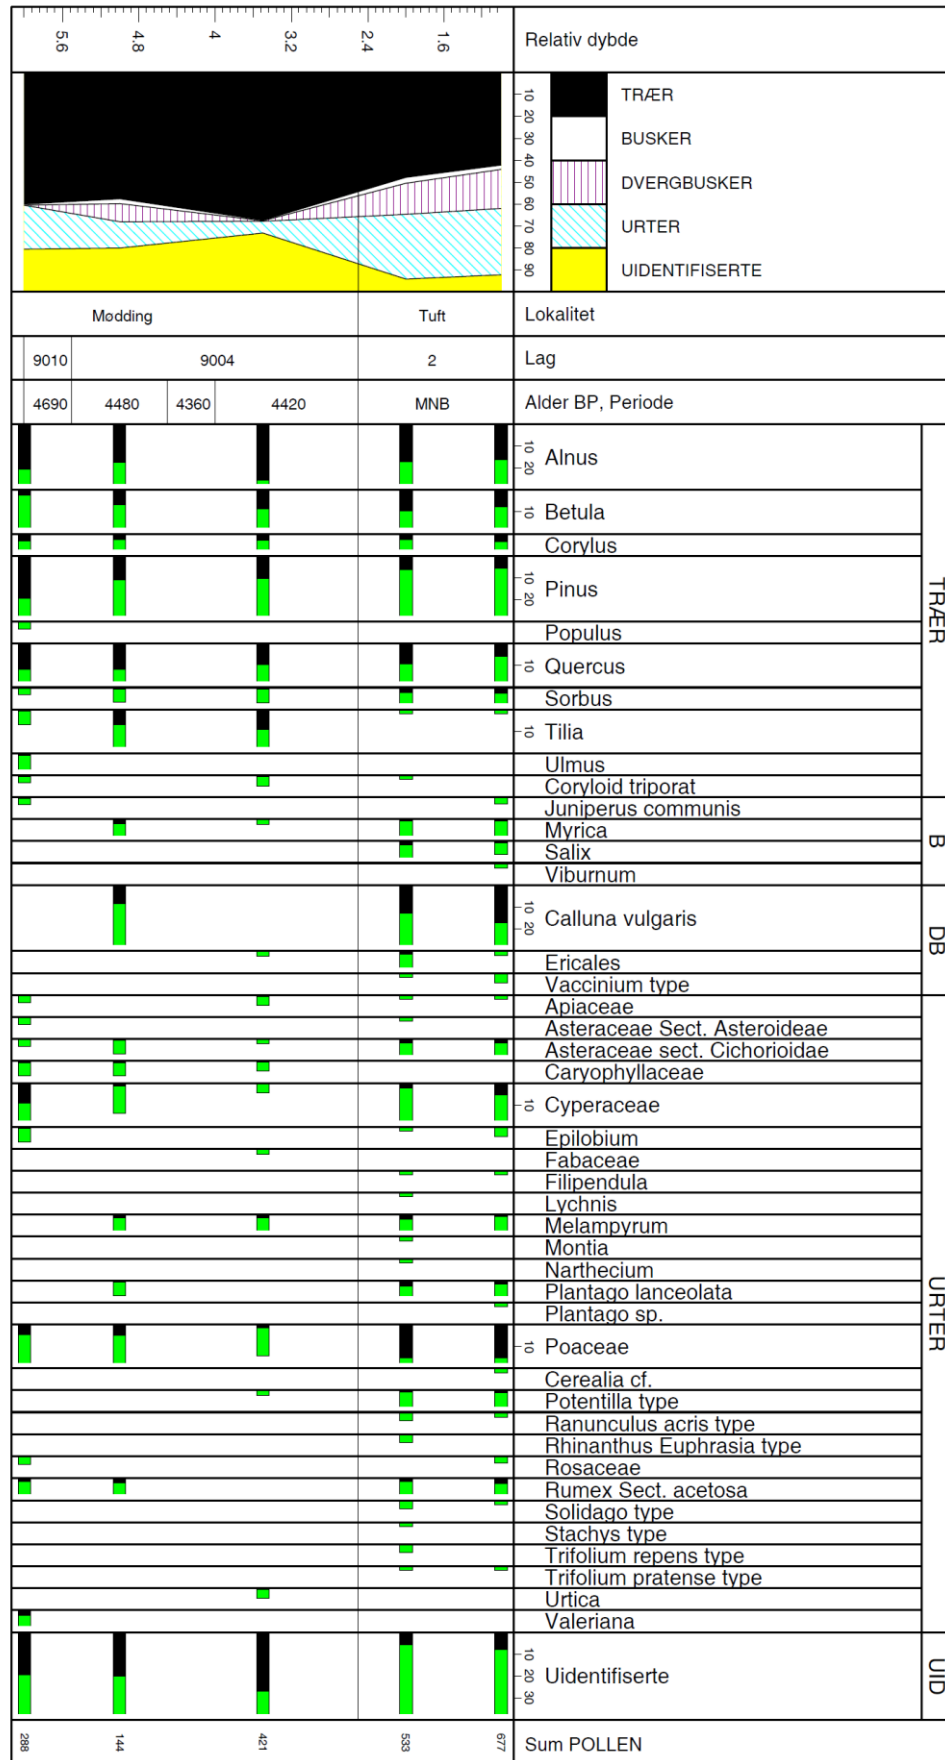 5.6 4.8 4 3.2 2.4 1.6 Relativ dybde
10 20 30 40 50 60 70 80 90
TRÆR
BUSKER
DVERGBUSKER
URTER
UIDENTIFISERTE
Mødding Tuft Lokalitet
9010 9004 2 Lag
4690 4480 4360 4420 MNB Alder BP, Periode
TRÆR
10 20 Alnus
10 Betula
Corylus
10 20 Pinus
Populus
10 Quercus
Sorbus
10 Tilia
Ulmus
Coryloid triporat
B
Juniperus communis
Myrica
Salix
Viburnum
DB
10 20 Calluna vulgaris
Ericales
Vaccinium type
URTER
Apiaceae
Asteraceae Sect. Asteroideae
Asteraceae sect. Cichorioidae
Caryophyllaceae
10 Cyperaceae
Epilobium
Fabaceae
Filipendula
Lychnis
Melampyrum
Montia
Narthecium
Plantago lanceolata
Plantago sp.
10 Poaceae
Cerealia cf.
Potentilla type
Ranunculus acris type
Rhinanthus Euphrasia type
Rosaceae
Rumex Sect. acetosa
Solidago type
Stachys type
Trifolium repens type
Trifolium pratense type
Urtica
Valeriana
UID
10 20 30 Uidentifiserte
288 144 421 533 677 Sum POLLEN